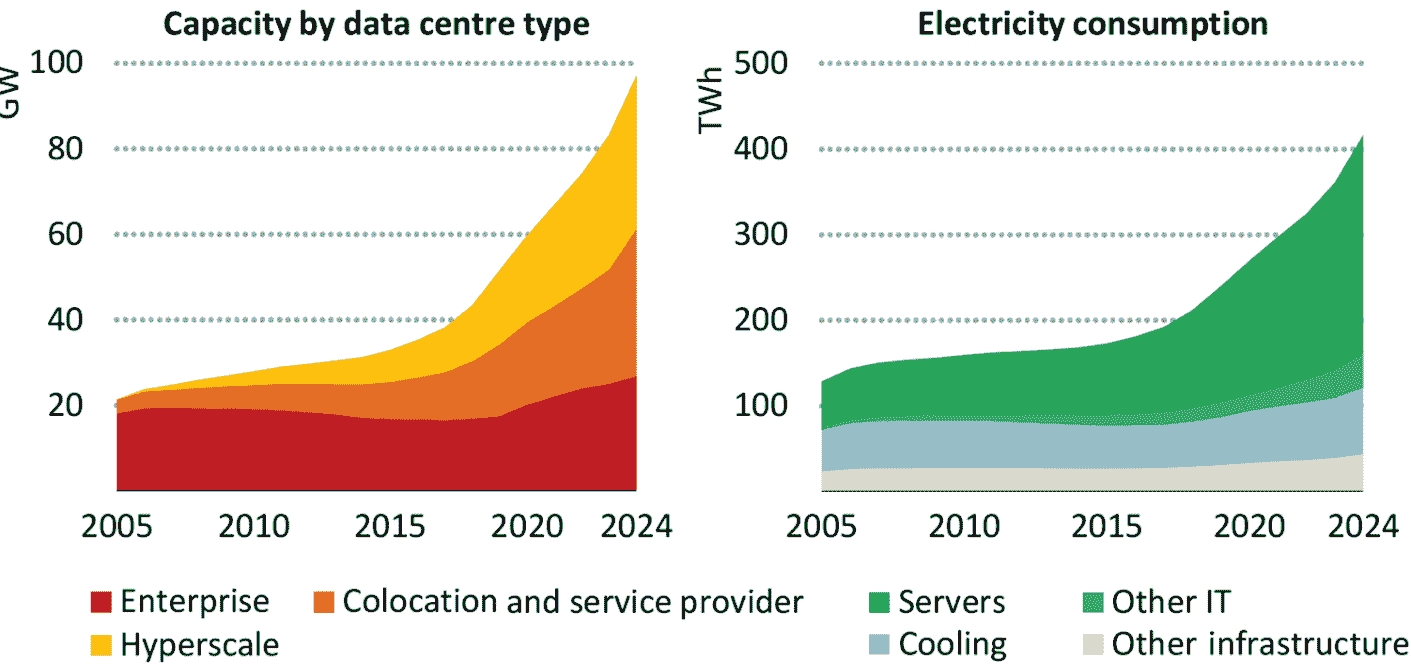 Capacity by data centre type
GW
100
80
60
40
20
2005 2010 2015 2020 2024
Enterprise Colocation and service provider
Hyperscale
Electricity consumption
TWh
500
400
300
200
100
2005 2010 2015 2020 2024
Servers Other IT
Cooling Other infrastructure